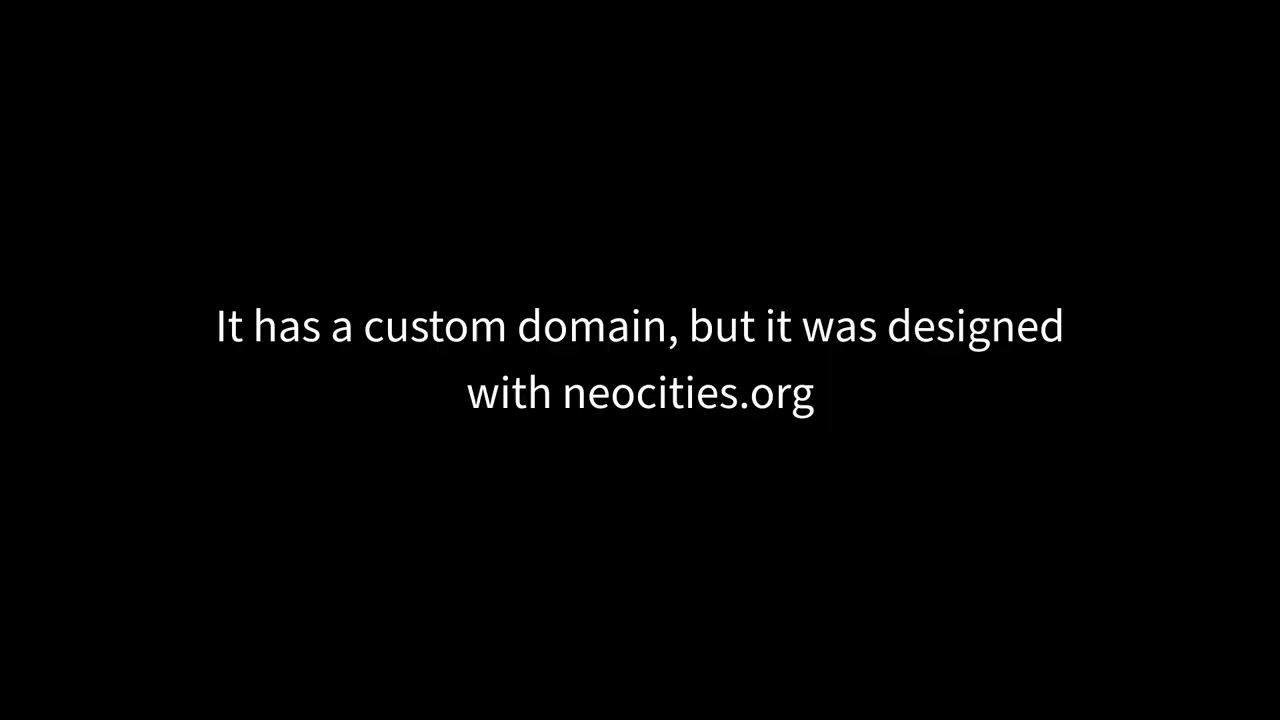 It has a custom domain, but it was designed
with neocities.org